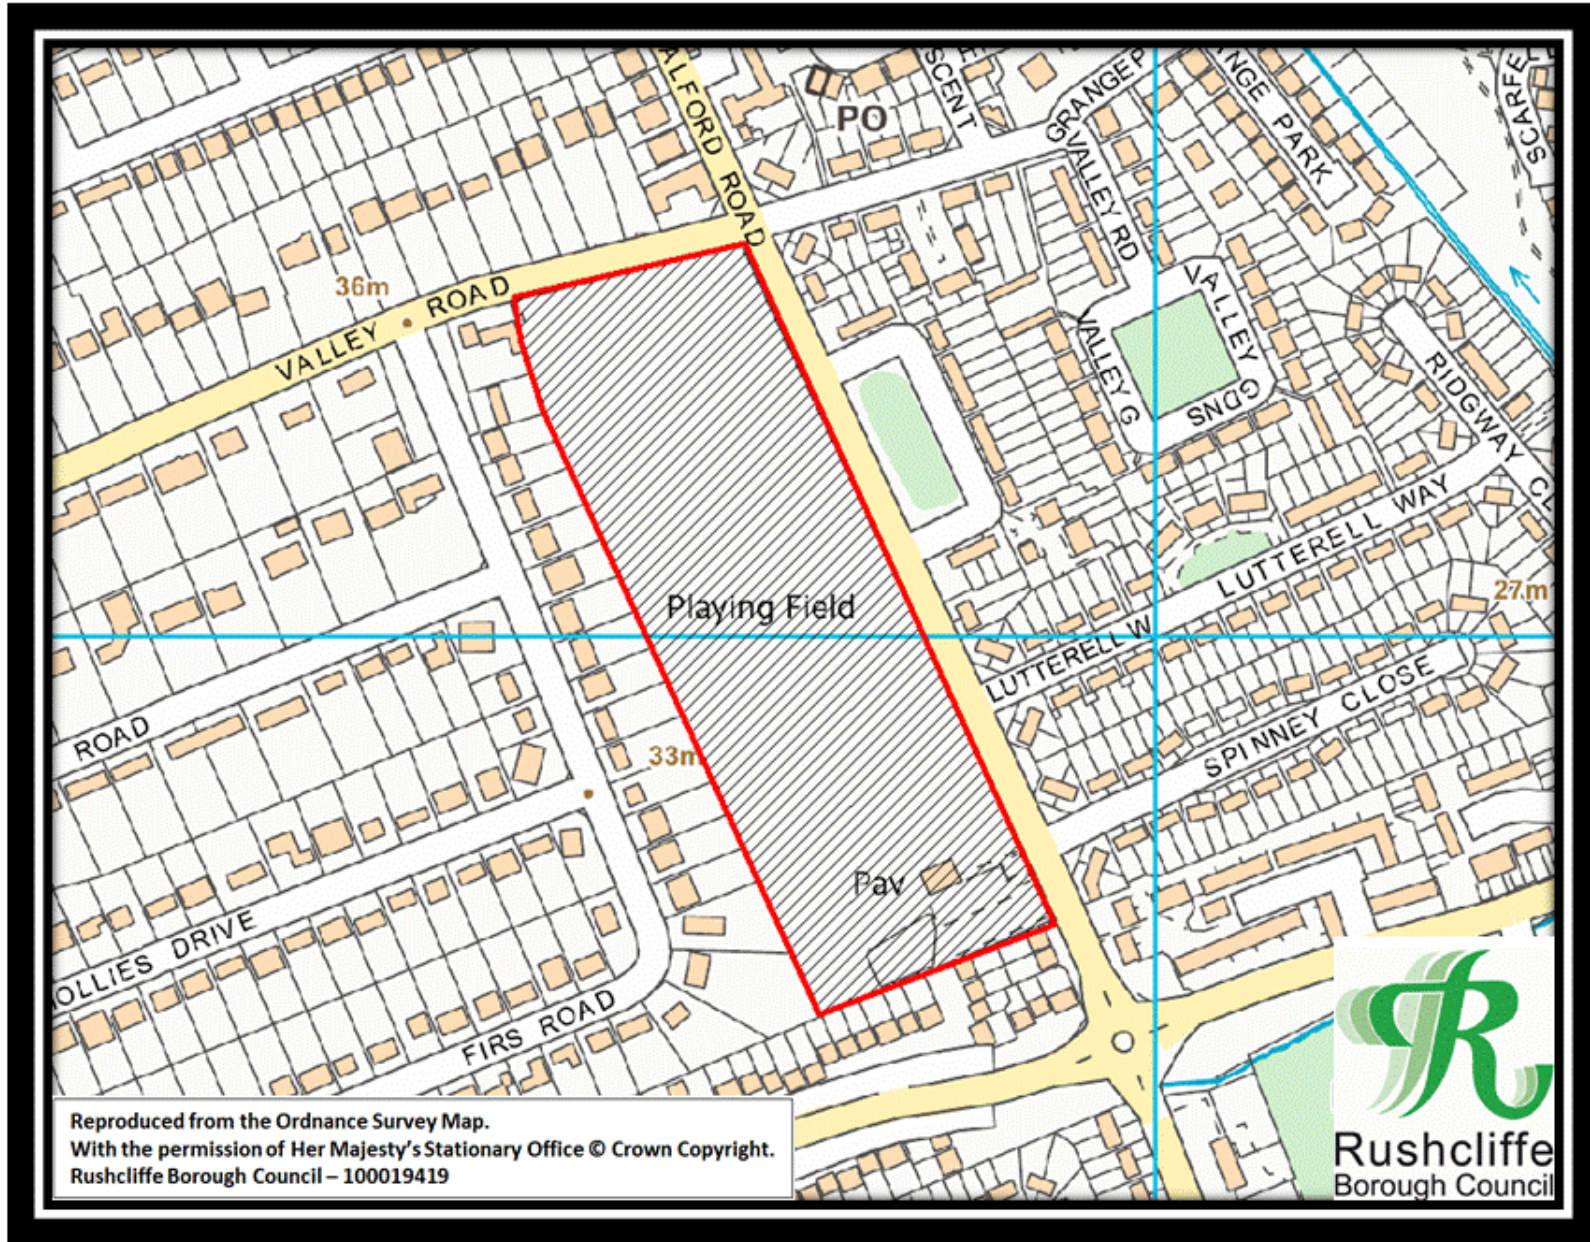 ALFORD ROAD
PO
SCENT
GRANGE P
NGE PARK
SCARFE
VALLEY RD
36m
VALLEY ROAD
VALLEY GDNS
VALLEY G
RIDGWAY CL
LUTTERELL WAY
27m
Playing Field
LUTTERELL W
SPINNEY CLOSE
ROAD
33m
Pav
OLLIES DRIVE
FIRS ROAD
Reproduced from the Ordnance Survey Map.
With the permission of Her Majesty's Stationary Office © Crown Copyright.
Rushcliffe Borough Council – 100019419
R
Rushcliffe
Borough Council